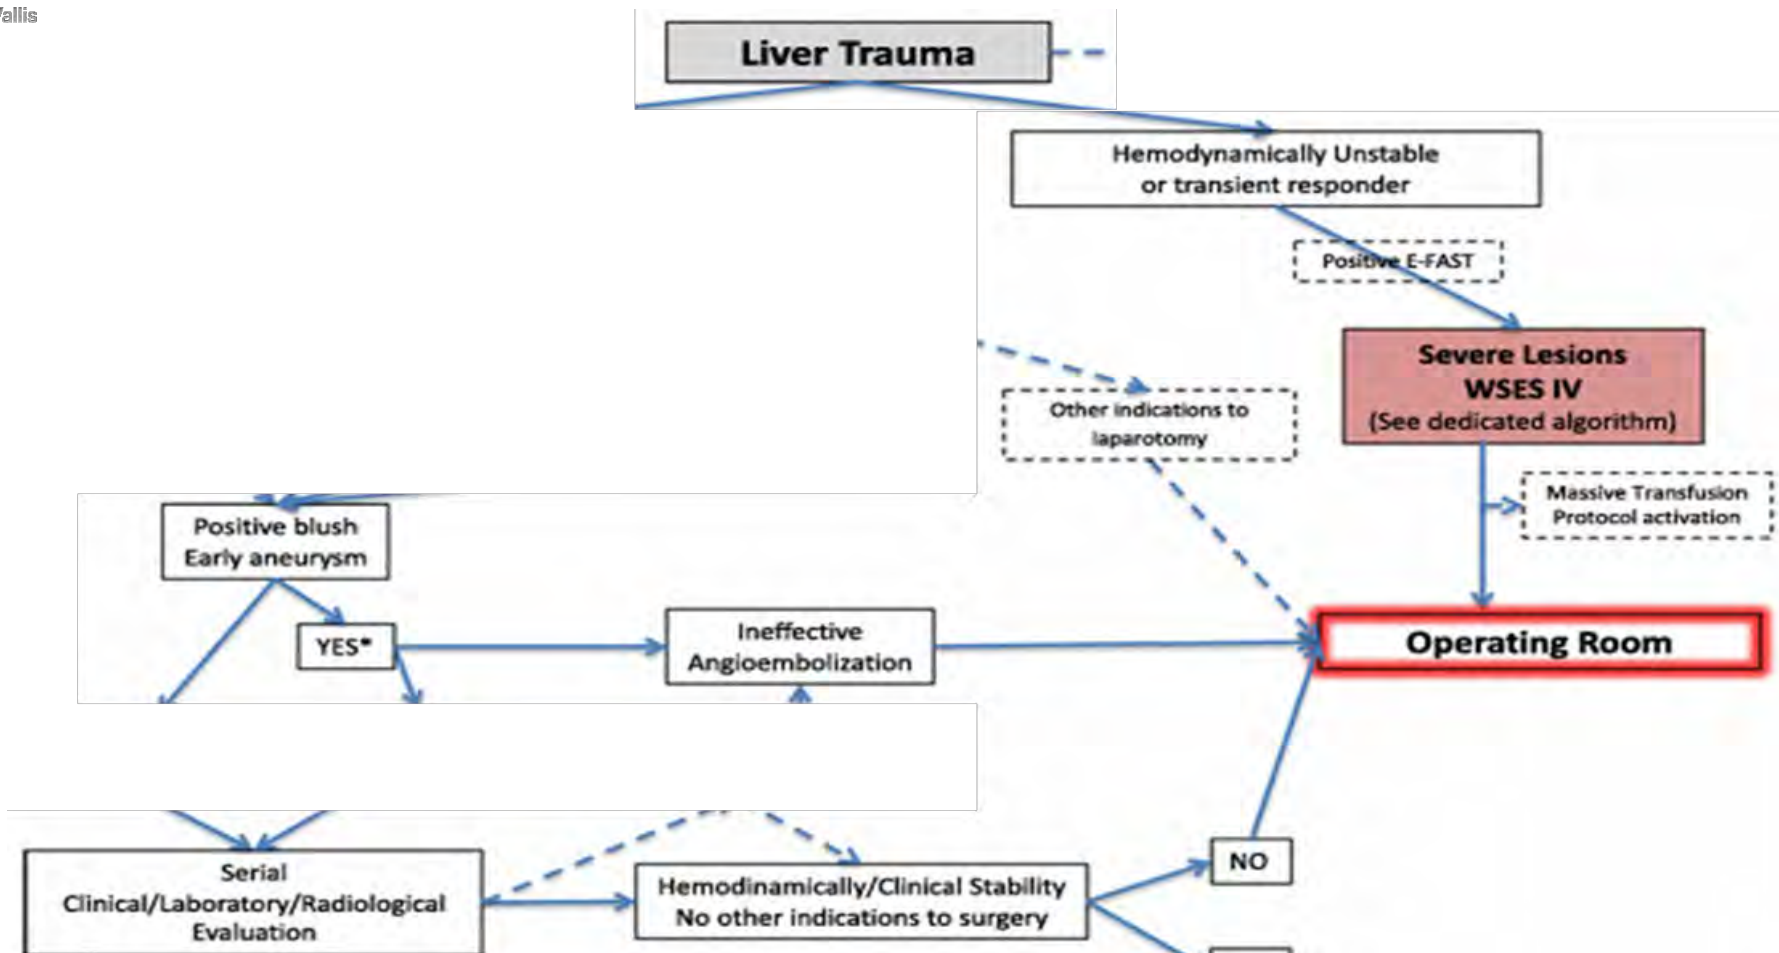 Vallis
Liver Trauma
Hemodynamically Unstable
or transient responder
Positive E-FAST
Severe Lesions
WSES IV
(See dedicated algorithm)
Other indications to
laparotomy
Massive Transfusion
Protocol activation
Positive blush
Early aneurysm
YES*
Ineffective
Angioembolization
Operating Room
NO
Serial
Clinical/Laboratory/Radiological
Evaluation
Hemodinamically/Clinical Stability
No other indications to surgery